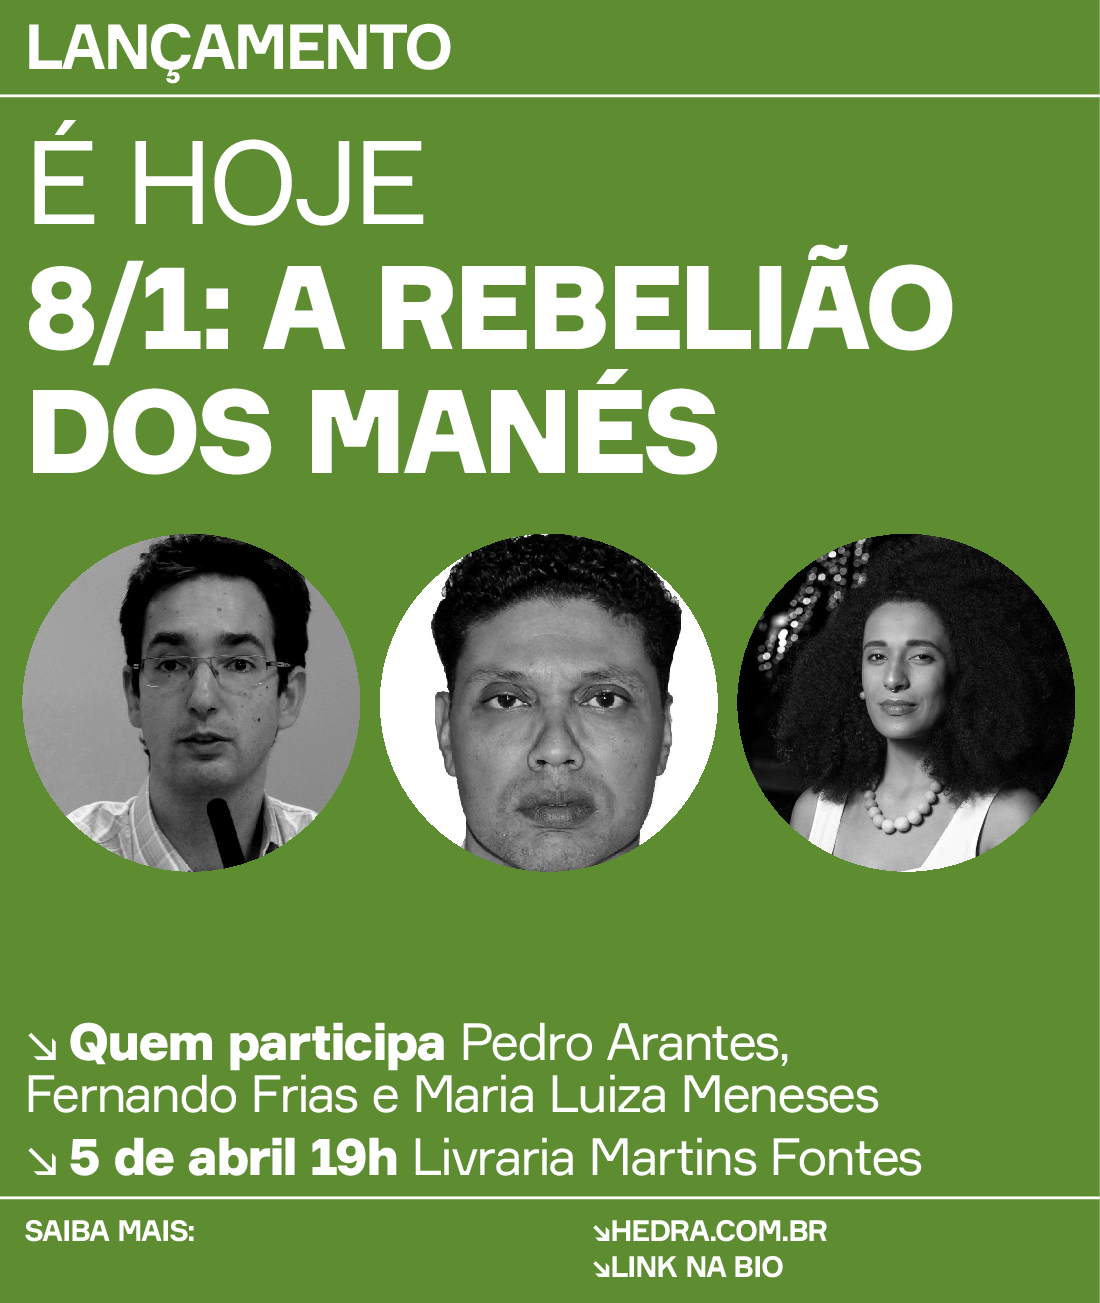 LANÇAMENTO
É HOJE
8/1: A REBELIÃO
DOS MANÉS
↘ Quem participa Pedro Arantes,
Fernando Frias e Maria Luiza Meneses
↘ 5 de abril 19h Livraria Martins Fontes
SAIBA MAIS:
↘HEDRA.COM.BR
↘LINK NA BIO